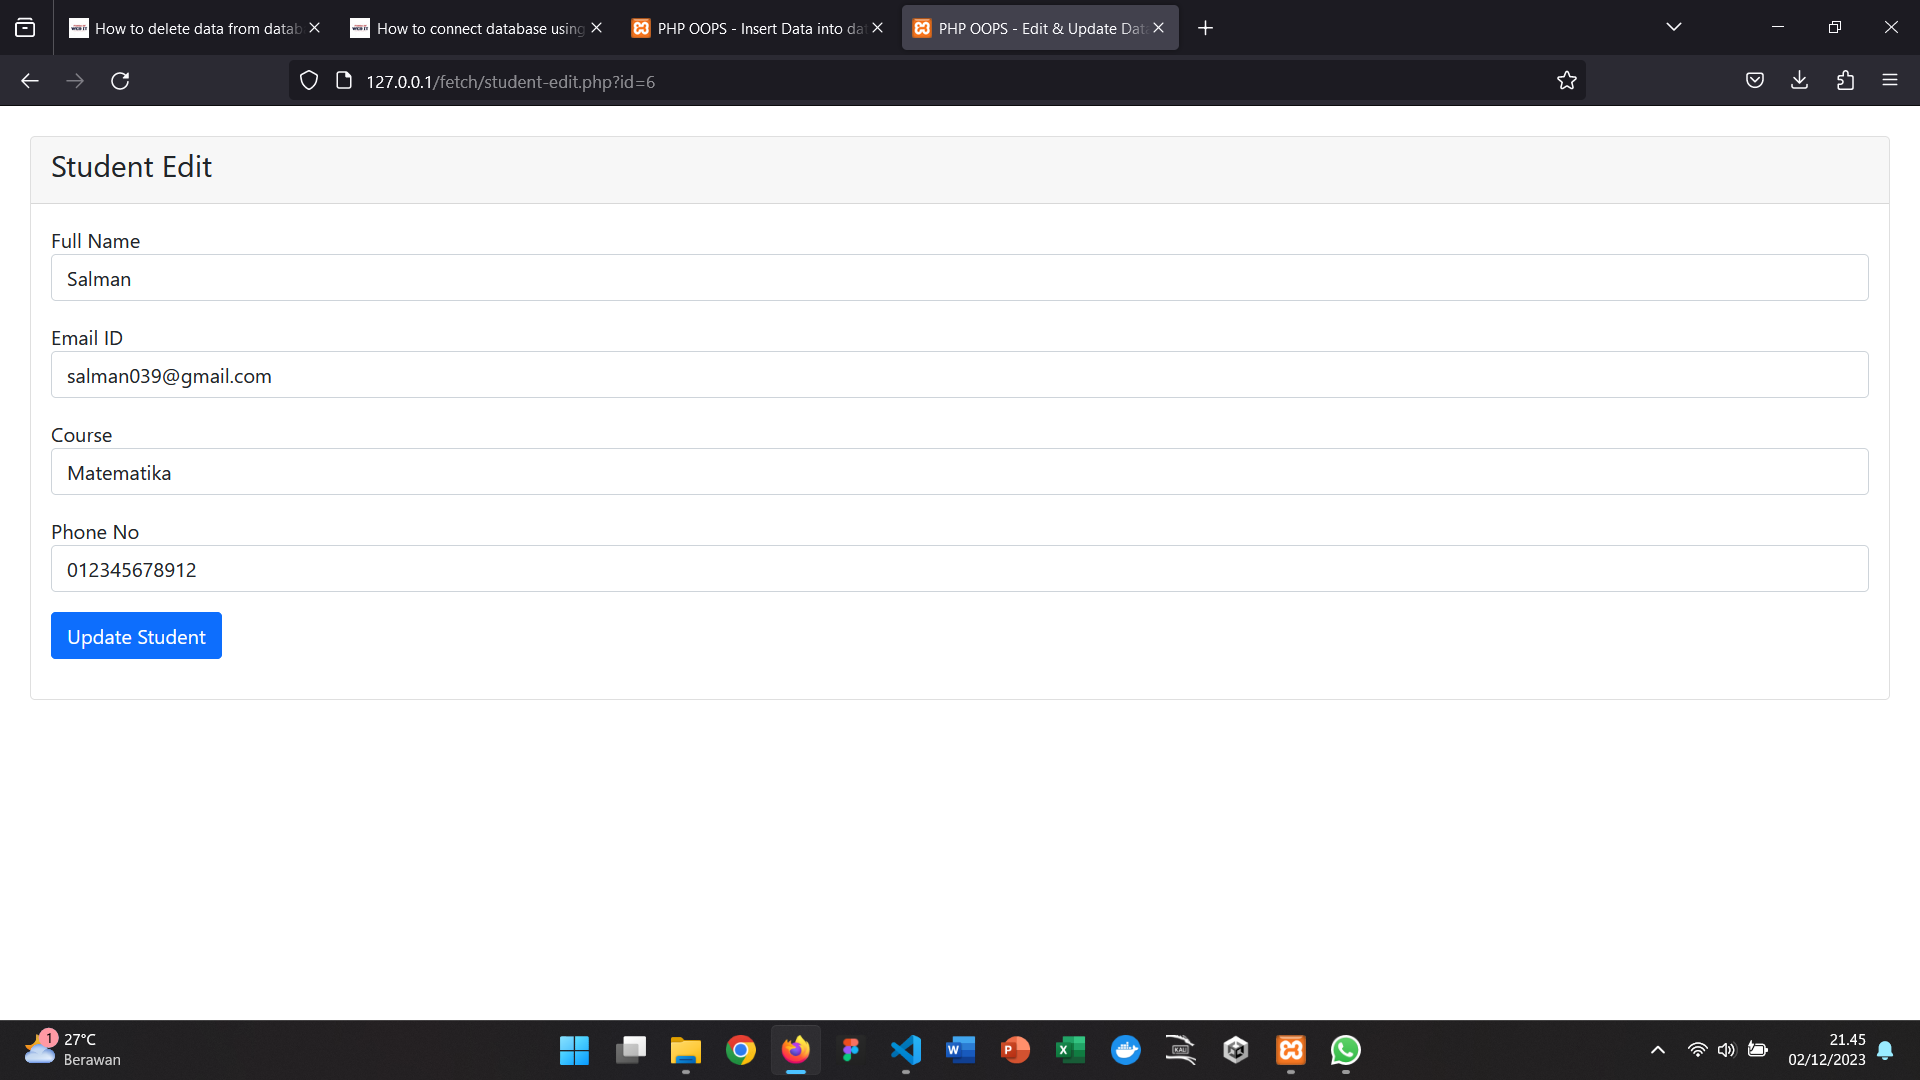 How to delete data from datab
How to connect database using
PHP OOPS - Insert Data into dat
PHP OOPS - Edit & Update Dat
127.0.0.1/fetch/student-edit.php?id=6
Student Edit
Full Name
Salman
Email ID
salman039@gmail.com
Course
Matematika
Phone No
012345678912
Update Student
1
27°C
Berawan
21.45
02/12/2023